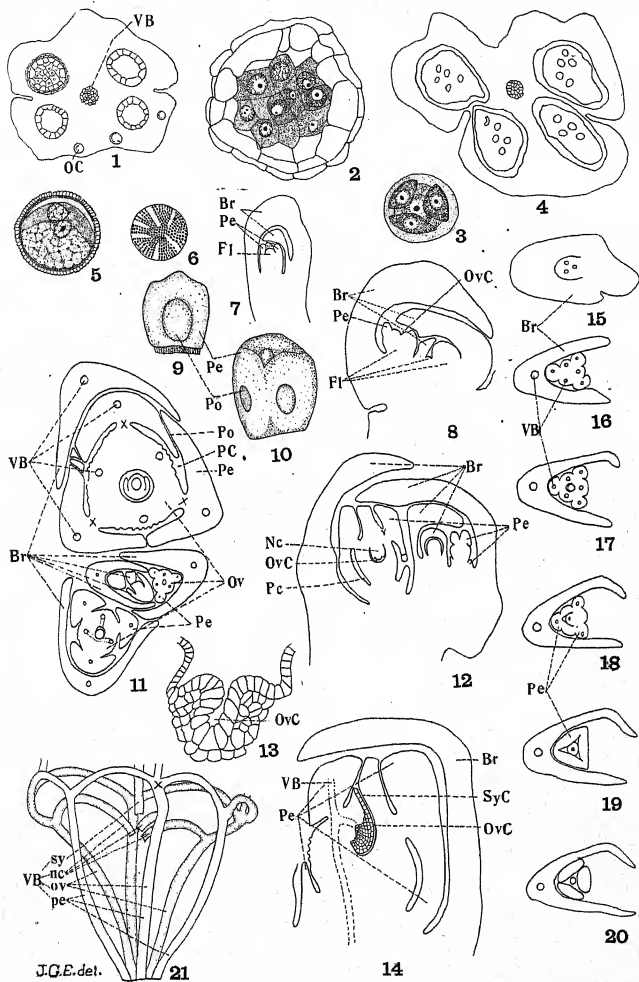 VB
OC
1
2
3
4
5
6
7
Br
Pe
Fl
8
Br
Pe
OvC
Fl
9
Pe
Po
10
15
Br
16
VB
17
18
Pe
19
20
VB
Po
PC
Pe
Br
Ov
Pe
11
Br
Pe
Nc
OvC
Pc
12
OvC
13
VB
Pe
Br
SyC
OvC
14
sy
nc
VB ov
pe
21
J.G.E. det.